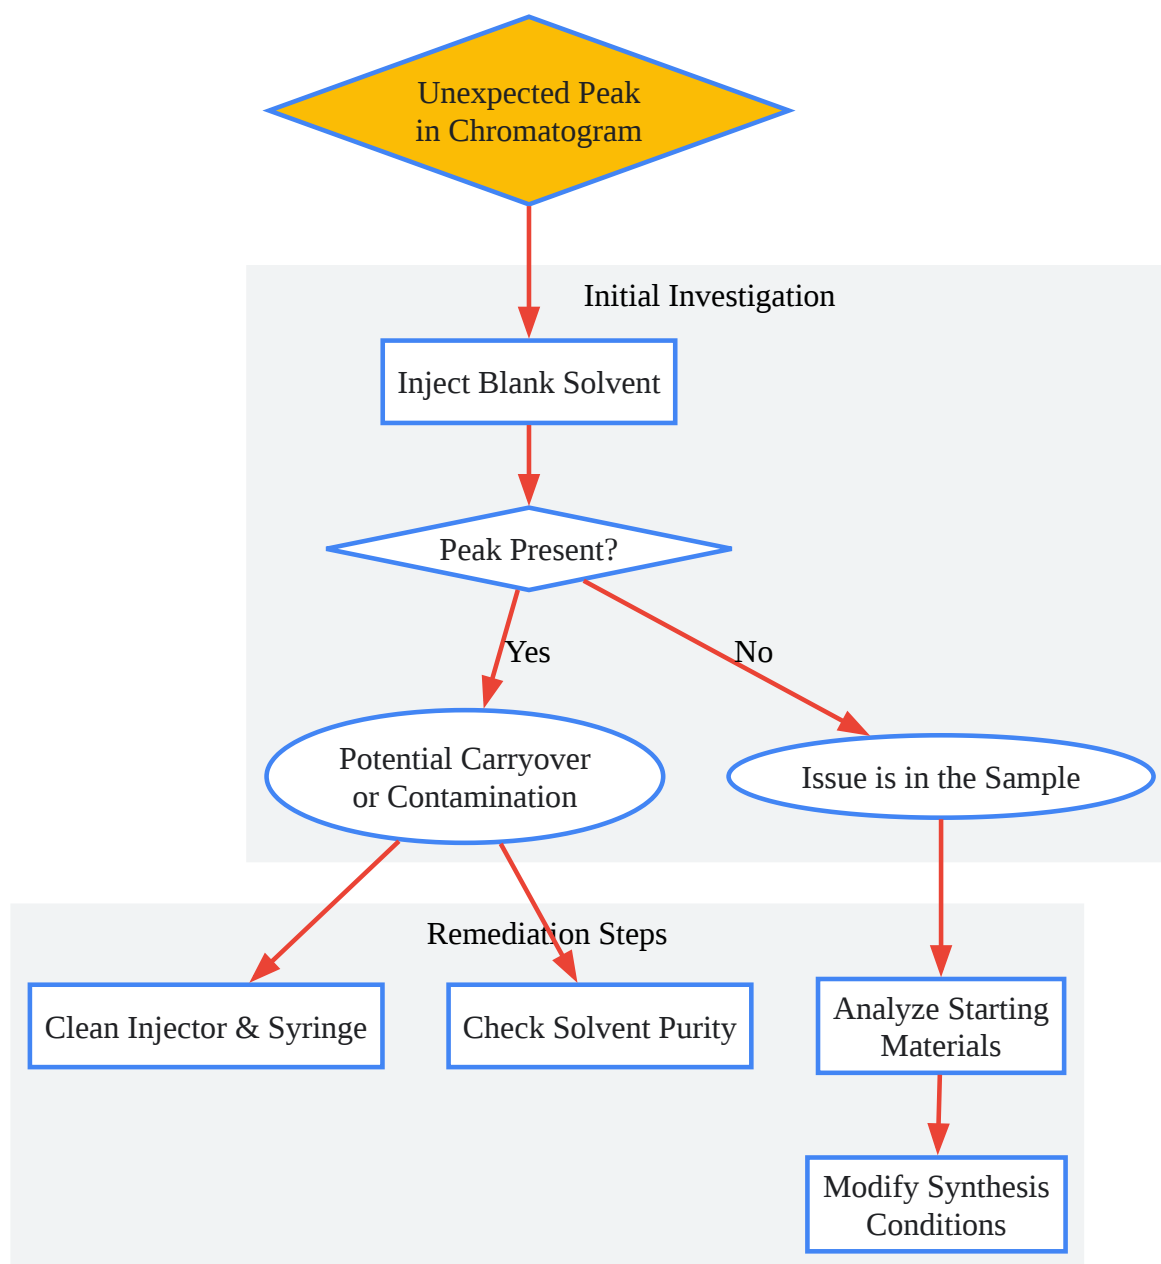 Unexpected Peak
in Chromatogram
Initial Investigation
Inject Blank Solvent
Peak Present?
Yes
No
Potential Carryover
or Contamination
Issue is in the Sample
Remediation Steps
Clean Injector & Syringe
Check Solvent Purity
Analyze Starting
Materials
Modify Synthesis
Conditions